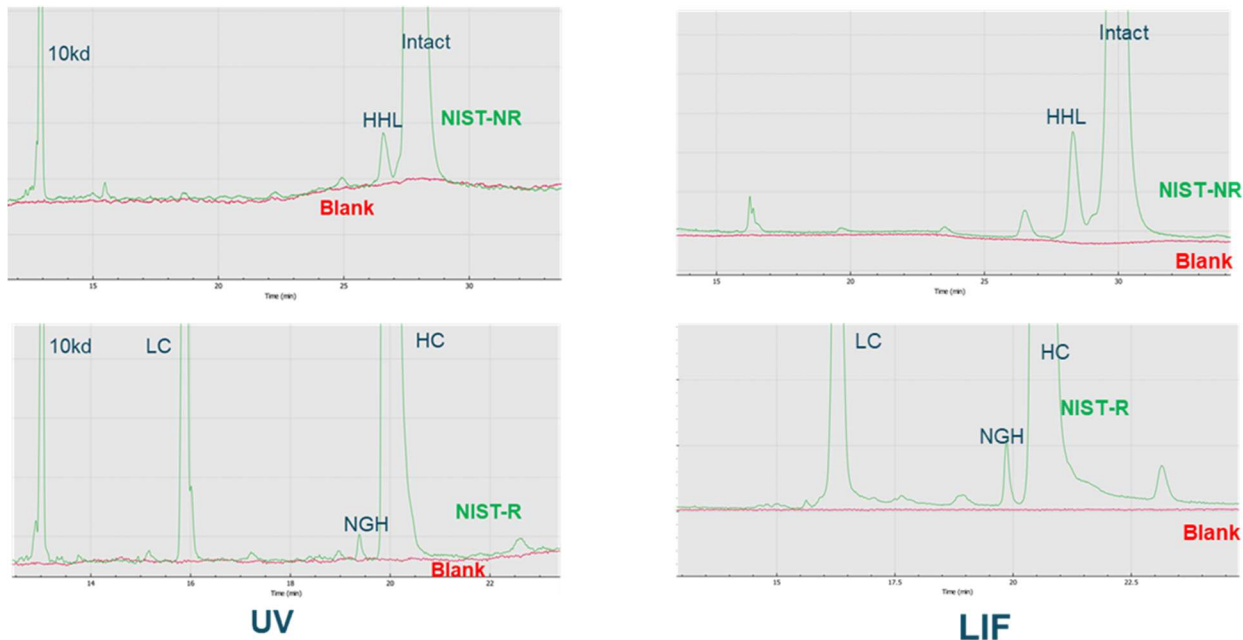 10kd
Intact
HHL
NIST-NR
Blank
15 20 25 30
Time (min)
Intact
HHL
NIST-NR
Blank
15 20 25 30
Time (min)
10kd
LC
HC
NGH
NIST-R
Blank
14 16 18 20 22
Time (min)
UV
LC
HC
NIST-R
NGH
Blank
15 17.5 20 22.5
Time (min)
LIF